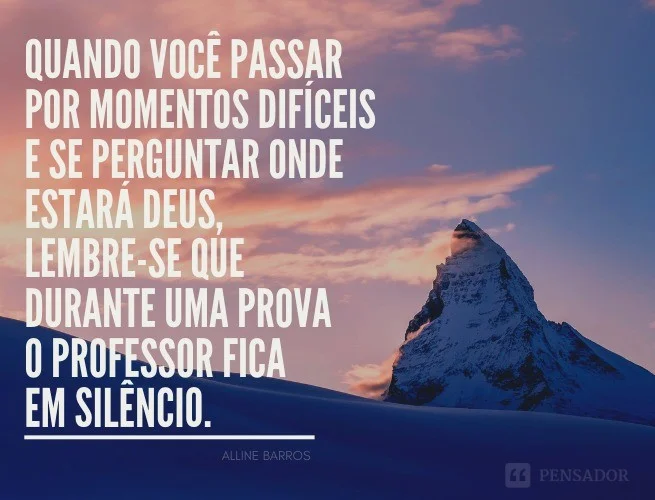 QUANDO VOCÊ PASSAR
POR MOMENTOS DIFÍCEIS
E SE PERGUNTAR ONDE
ESTARÁ DEUS,
LEMBRE-SE QUE
DURANTE UMA PROVA
O PROFESSOR FICA
EM SILÊNCIO.
ALLINE BARROS
PENSADOR